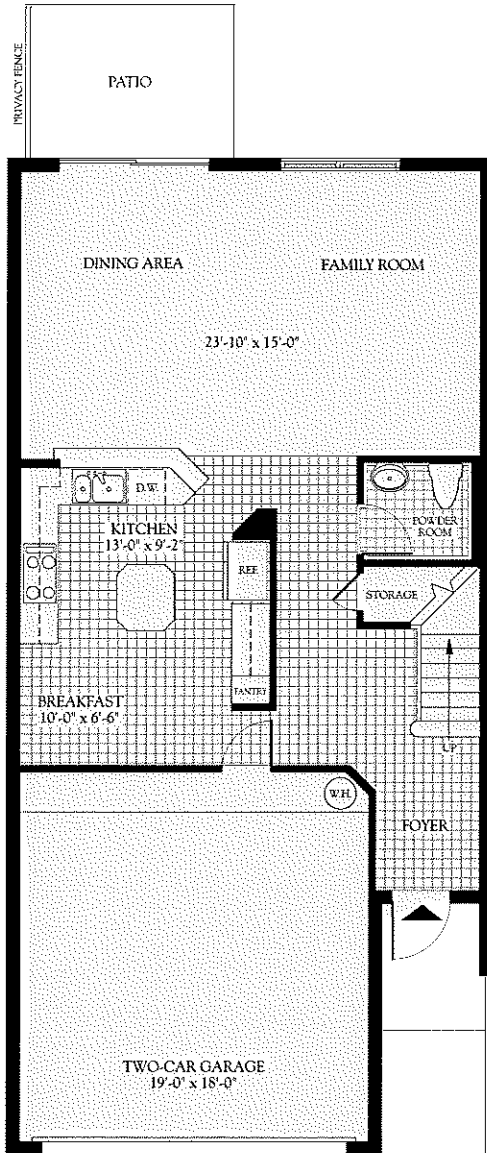 PRIVACY FENCE
PATIO
DINING AREA
FAMILY ROOM
23'-10" x 15'-0"
D.W.
KITCHEN
13'-0" x 9'-2"
POWDER
ROOM
REF.
STORAGE
PANTRY
BREAKFAST
10'-0" x 6'-6"
UP
W.H.
FOYER
TWO-CAR GARAGE
19'-0" x 18'-0"